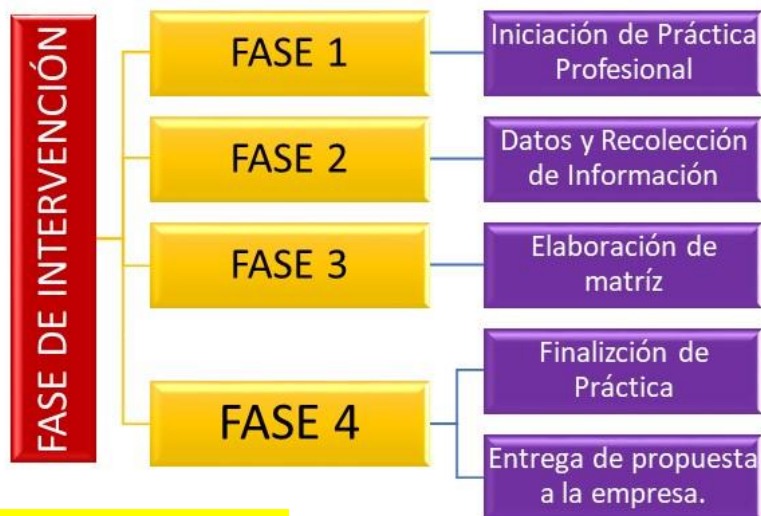 FASE DE INTERVENCIÓN
FASE 1
Iniciación de Práctica
Profesional
FASE 2
Datos y Recolección
de Información
FASE 3
Elaboración de
matríz
FASE 4
Finalizción de
Práctica
Entrega de propuesta
a la empresa.